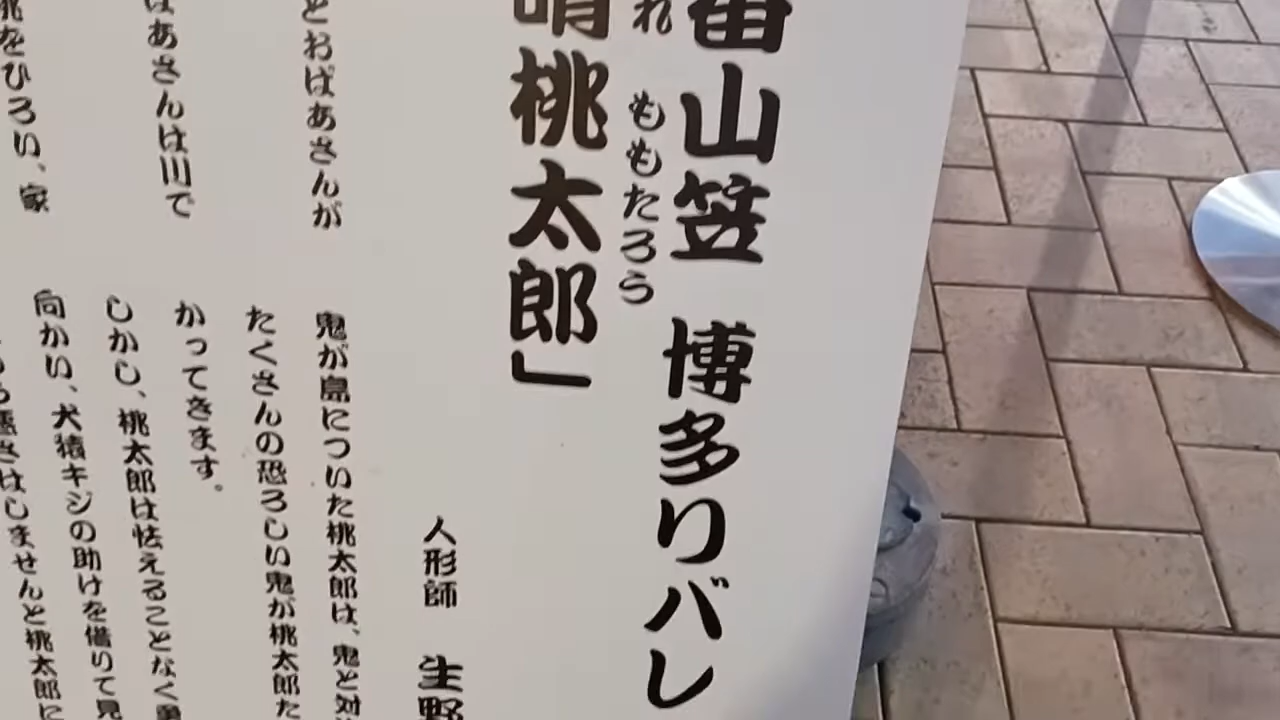 番山笠 博多リバレ
れ ももたろう
晴桃太郎」
人形師 生野
とおばあさんが
鬼が島についた桃太郎は、鬼と対
たくさんの恐ろしい鬼が桃太郎た
ばあさんは川で
かってきます。
しかし、桃太郎は怯えることなく勇
桃をひろい、家
向かい、犬猿キジの助けを借りて見
悪さはしませんと桃太郎に